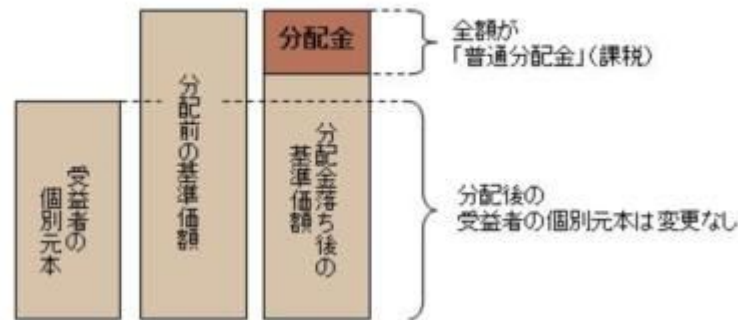 分配金
全額が
「普通分配金」(課税)
受益者の
個別元本
分配前の基準価額
分配金落ち後の
基準価額
分配後の
受益者の個別元本は変更なし